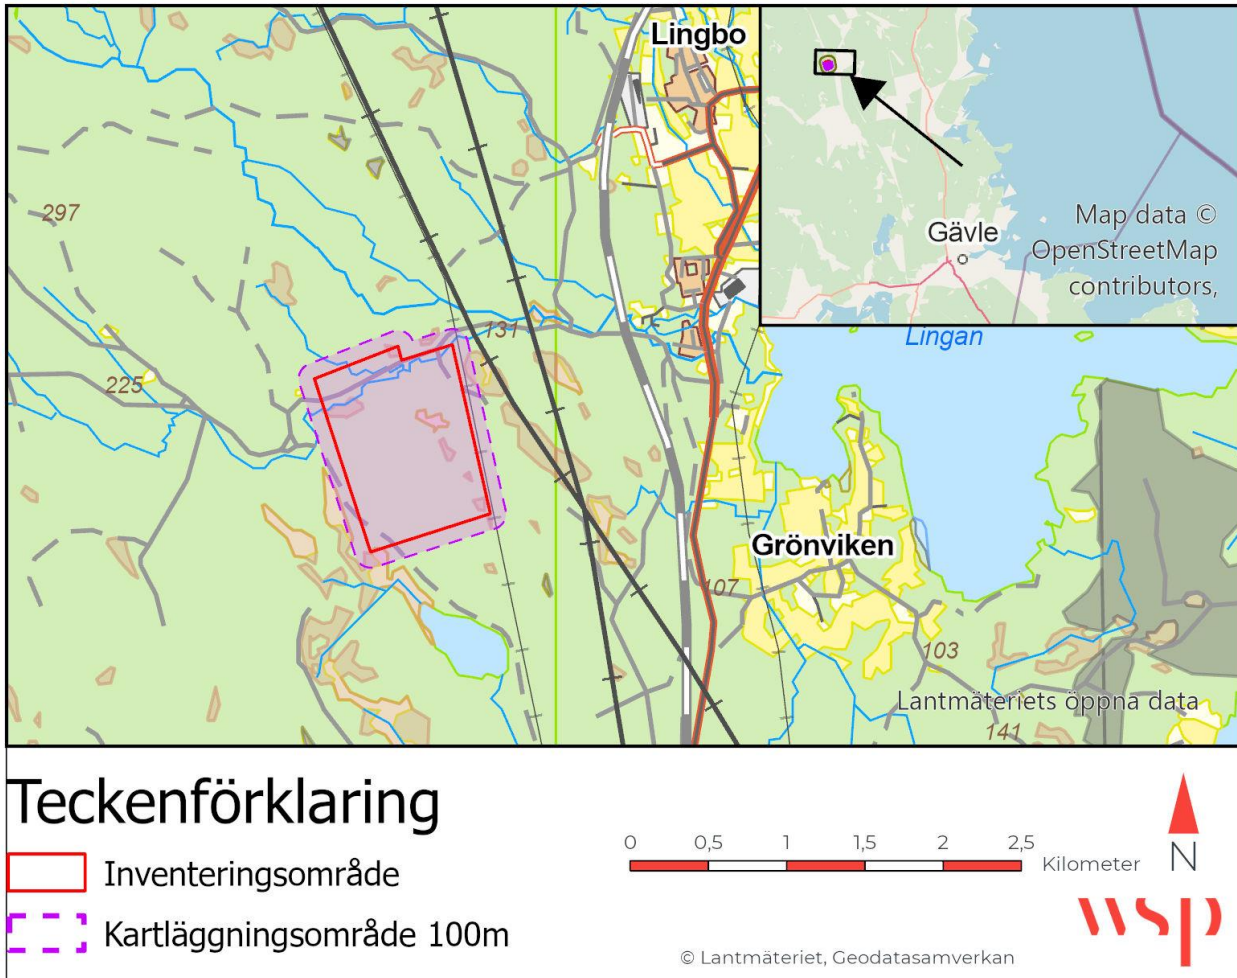 Lingbo
297
131
225
Lingan
Grönviken
107
103
141
Lantmäteriets öppna data
Gävle
Map data ©
OpenStreetMap
contributors,
Teckenförklaring
Inventeringsområde
Kartläggningsområde 100m
0 0,5 1 1,5 2 2,5
Kilometer
N
wsp
© Lantmäteriet, Geodatasamverkan